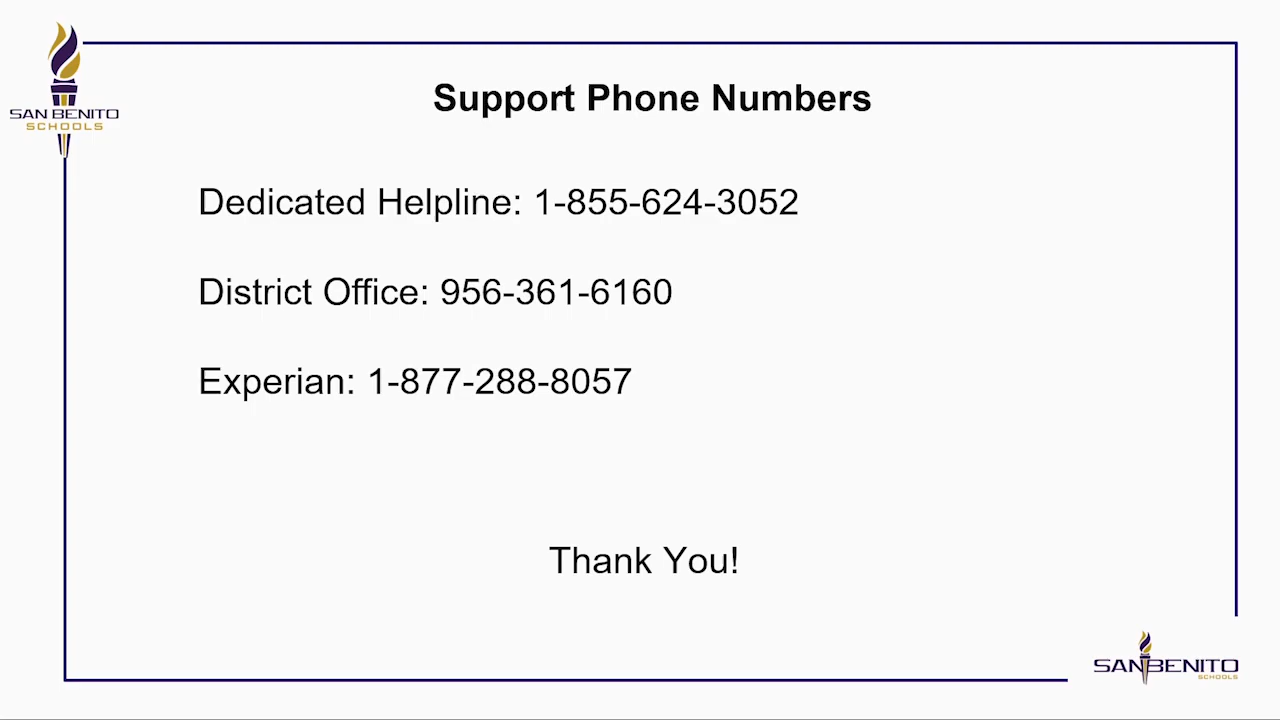 SAN BENITO
SCHOOLS
Support Phone Numbers
Dedicated Helpline: 1-855-624-3052
District Office: 956-361-6160
Experian: 1-877-288-8057
Thank You!
SAN BENITO
SCHOOLS